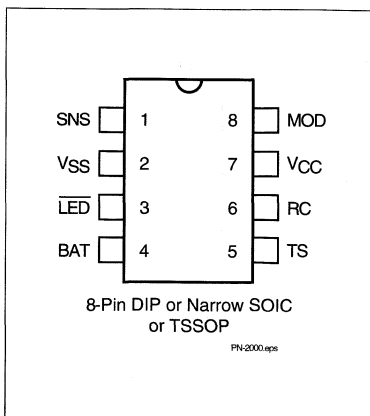 SNS 1 8 MOD
VSS 2 7 VCC
LED 3 6 RC
BAT 4 5 TS
8-Pin DIP or Narrow SOIC
or TSSOP
PN-2000.eps